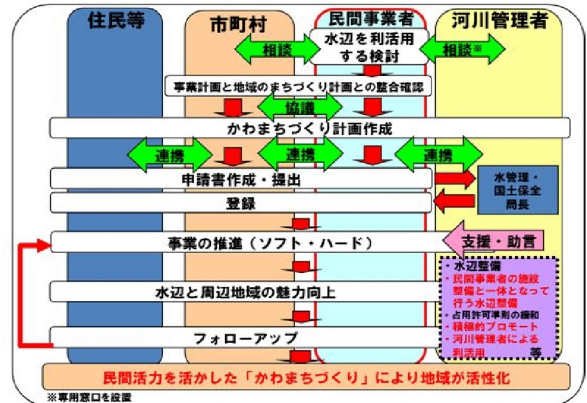 住民等
市町村
民間事業者
河川管理者
相談
水辺を利活用
する検討
相談※
事業計画と地域のまちづくり計画との整合確認
協議
かわまちづくり計画作成
連携
連携
連携
申請書作成・提出
登録
水管理・
国土保全
局長
事業の推進（ソフト・ハード）
支援・助言
・水辺整備
・民間事業者の施設
整備と一体となって
行う水辺整備
・占用許可準則の緩和
・積極的プロモート
・河川管理者による
利活用 等
水辺と周辺地域の魅力向上
フォローアップ
民間活力を活かした「かわまちづくり」により地域が活性化
※専用窓口を設置